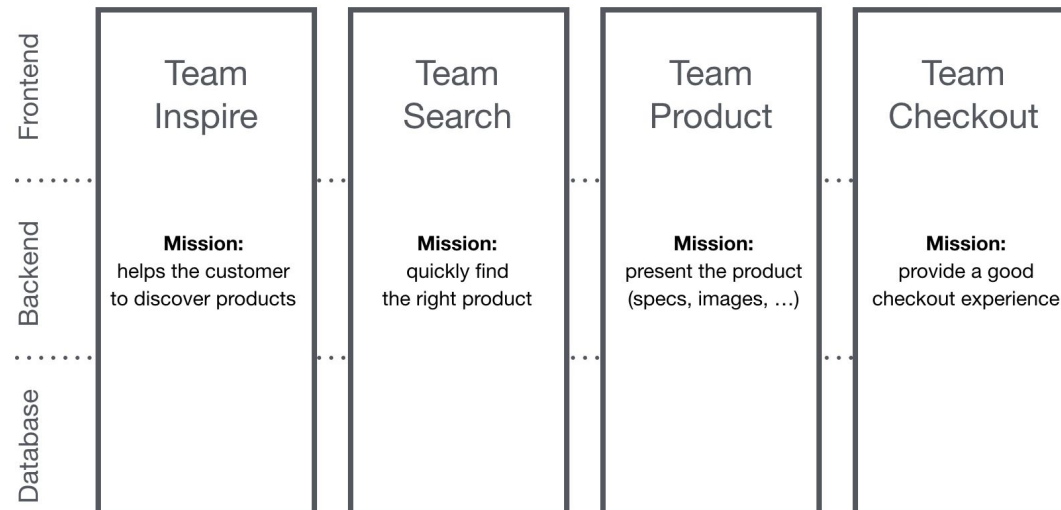 Frontend
Team
Inspire
Team
Search
Team
Product
Team
Checkout
Backend
Mission:
helps the customer
to discover products
Mission:
quickly find
the right product
Mission:
present the product
(specs, images, …)
Mission:
provide a good
checkout experience
Database